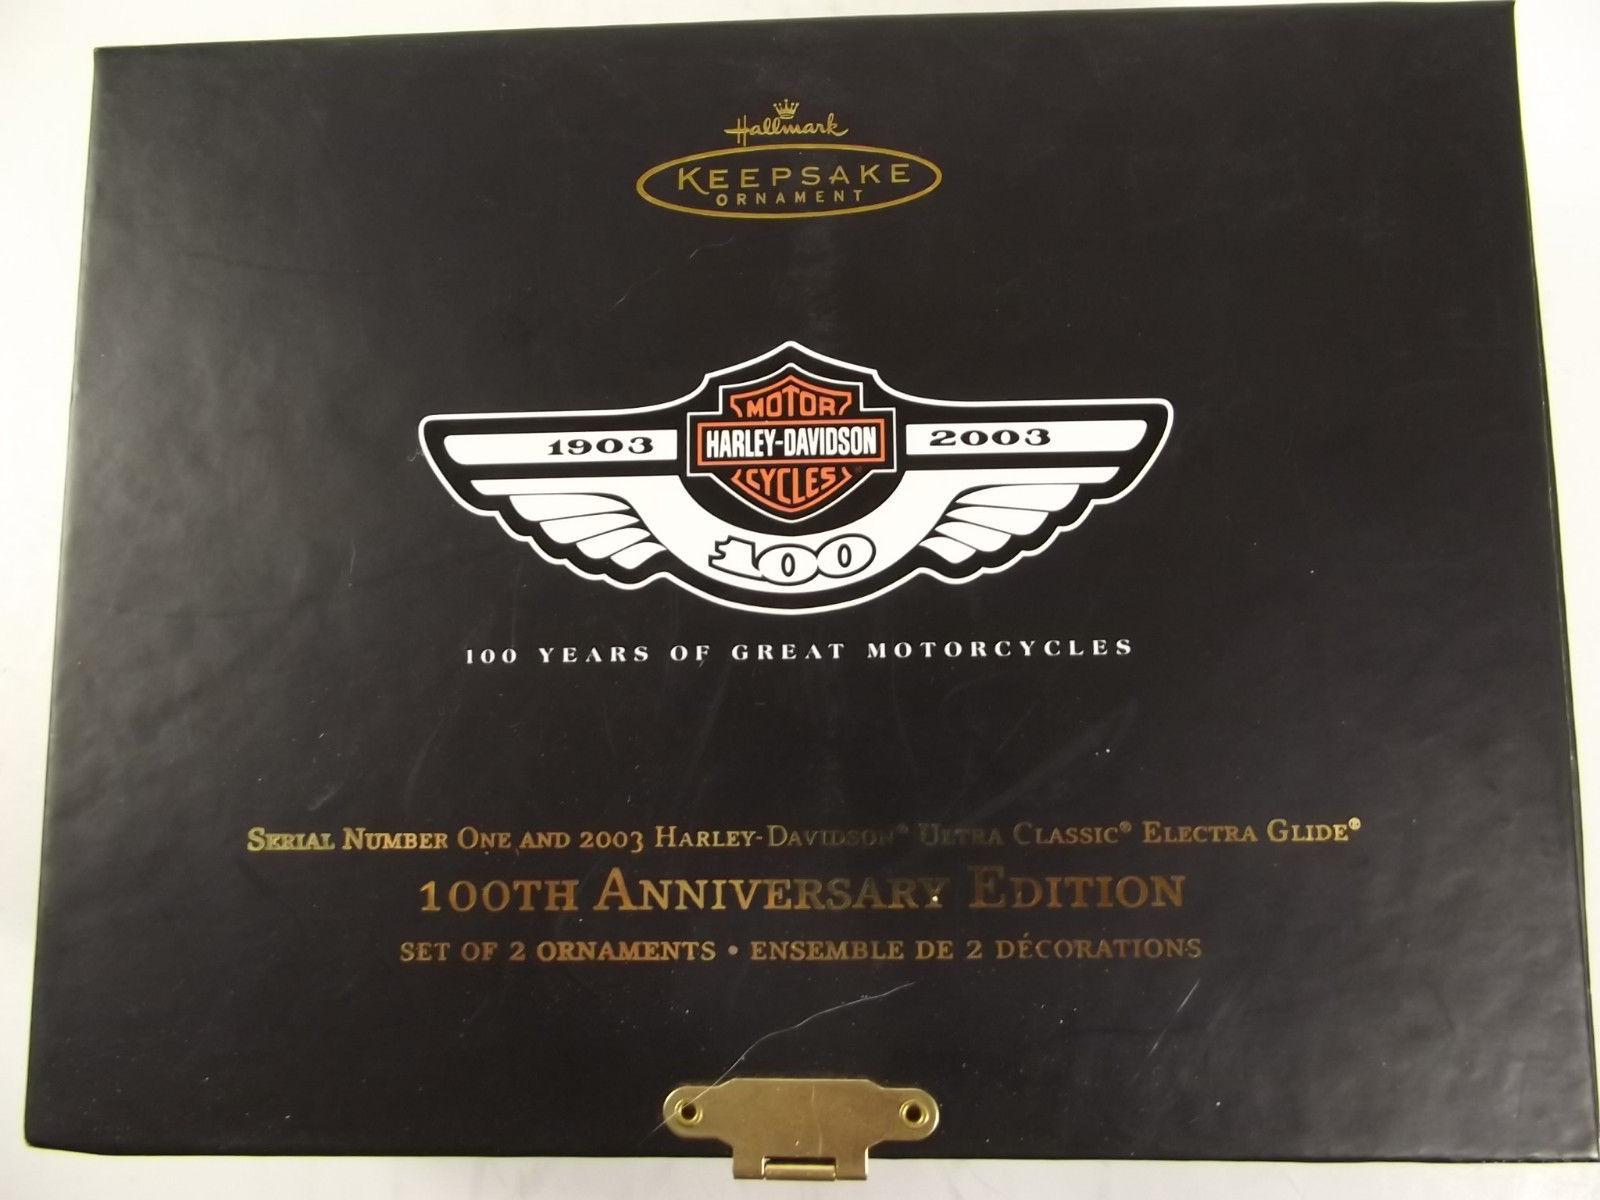 Hallmark
KEEPSAKE
ORNAMENT
MOTOR
1903 HARLEY-DAVIDSON 2003
CYCLES
100
100 YEARS OF GREAT MOTORCYCLES
SERIAL NUMBER ONE AND 2003 HARLEY-DAVIDSON® ULTRA CLASSIC® ELECTRA GLIDE®
100TH ANNIVERSARY EDITION
SET OF 2 ORNAMENTS • ENSEMBLE DE 2 DÉCORATIONS